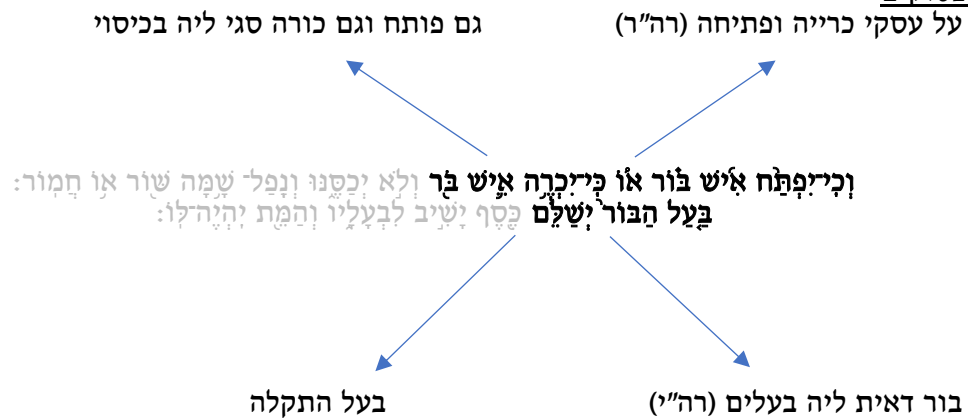 על עסקי כרייה ופתיחה (רה"ר)
גם פותח וגם כורה סגי ליה בכיסוי
וְכִֽי־יִפְתַּ֨ח אִ֜ישׁ בּ֗וֹר א֠וֹ כִּֽי־יִכְרֶ֥ה אִ֛ישׁ בֹּ֖ר וְלֹ֣א יְכַסֶּ֑נּוּ וְנָֽפַל־ שָׁ֥מָּה שּׁ֖וֹר א֥וֹ חֲמֽוֹר׃
בַּ֤עַל הַבּוֹר֙ יְשַׁלֵּ֔ם כֶּ֖סֶף יָשִׁ֣יב לִבְעָלָ֑יו וְהַמֵּ֖ת יִֽהְיֶה־לּֽוֹ׃
בור דאית ליה בעלים (רה"י)
בעל התקלה